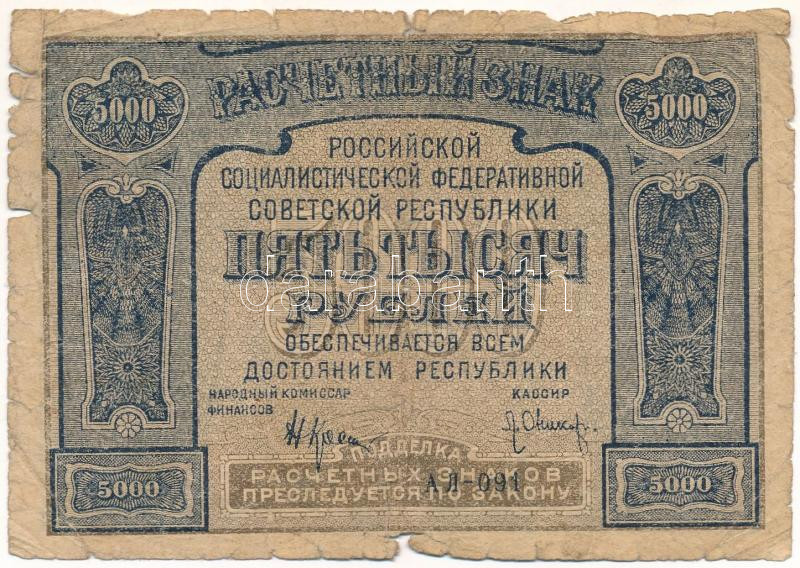 РАСЧЕТНЫЙ ЗНАК
5000 5000
РОССИЙСКОЙ
СОЦИАЛИСТИЧЕСКОЙ ФЕДЕРАТИВНОЙ
СОВЕТСКОЙ РЕСПУБЛИКИ
ПЯТЬ ТЫСЯЧ
РУБЛЕЙ
databanth
ОБЕСПЕЧИВАЕТСЯ ВСЕМ
ДОСТОЯНИЕМ РЕСПУБЛИКИ
НАРОДНЫЙ КОМИССАР
ФИНАНСОВ
КАССИР
ПОДДЕЛКА
РАСЧЕТНЫХ ЗНАКОВ
ПРЕСЛЕДУЕТСЯ ПО ЗАКОНУ
АЛ-091
5000 5000